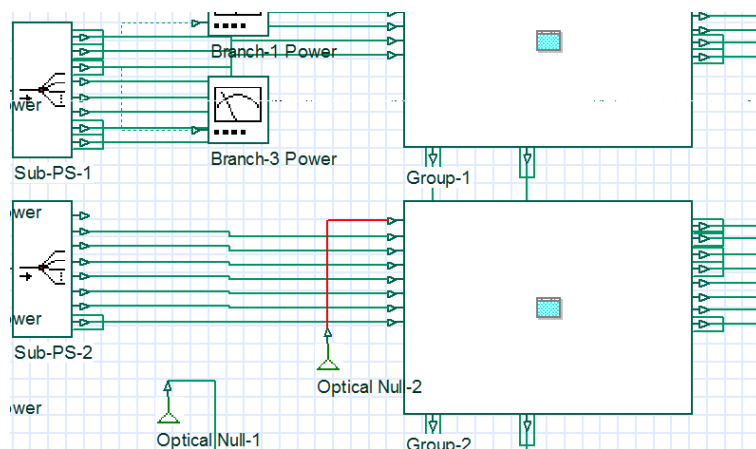 Branch-1 Power
ower
Branch-3 Power
Sub-PS-1
Group-1
ower
ower
Sub-PS-2
Optical Null-2
ower
Optical Null-1
Group-2